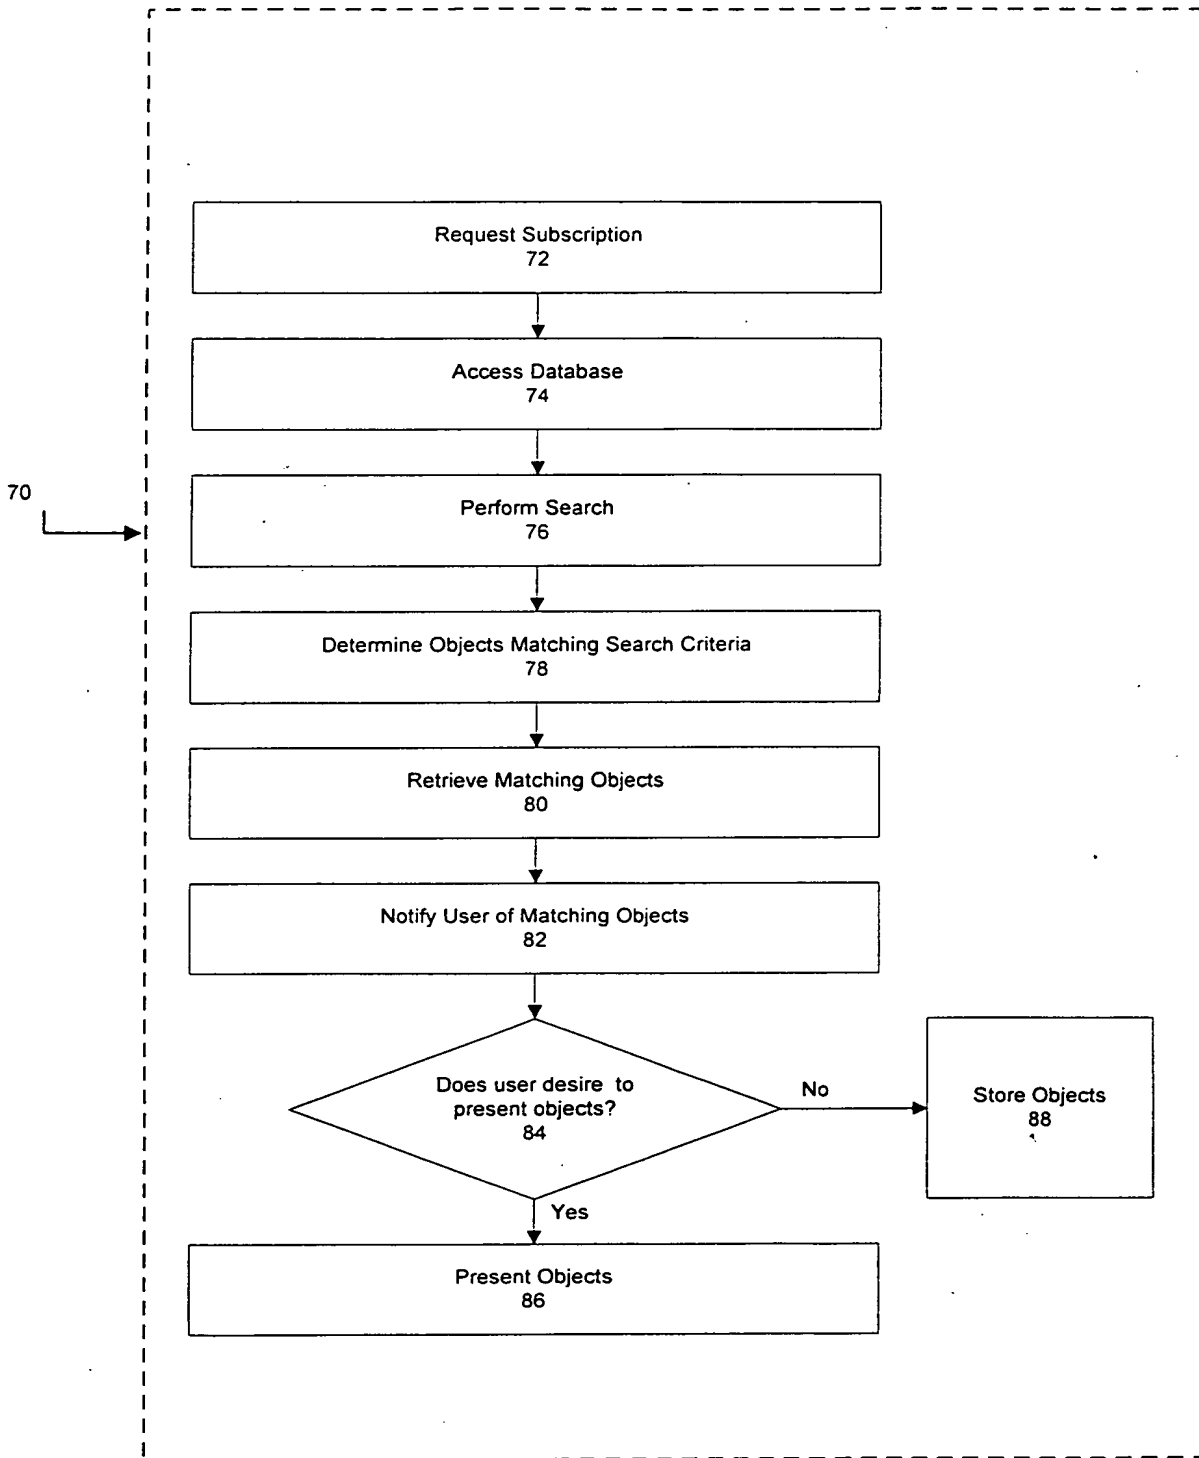 Request Subscription
72
Access Database
74
70
Perform Search
76
Determine Objects Matching Search Criteria
78
Retrieve Matching Objects
80
Notify User of Matching Objects
82
Does user desire to
present objects?
84
No
Store Objects
88
Yes
Present Objects
86